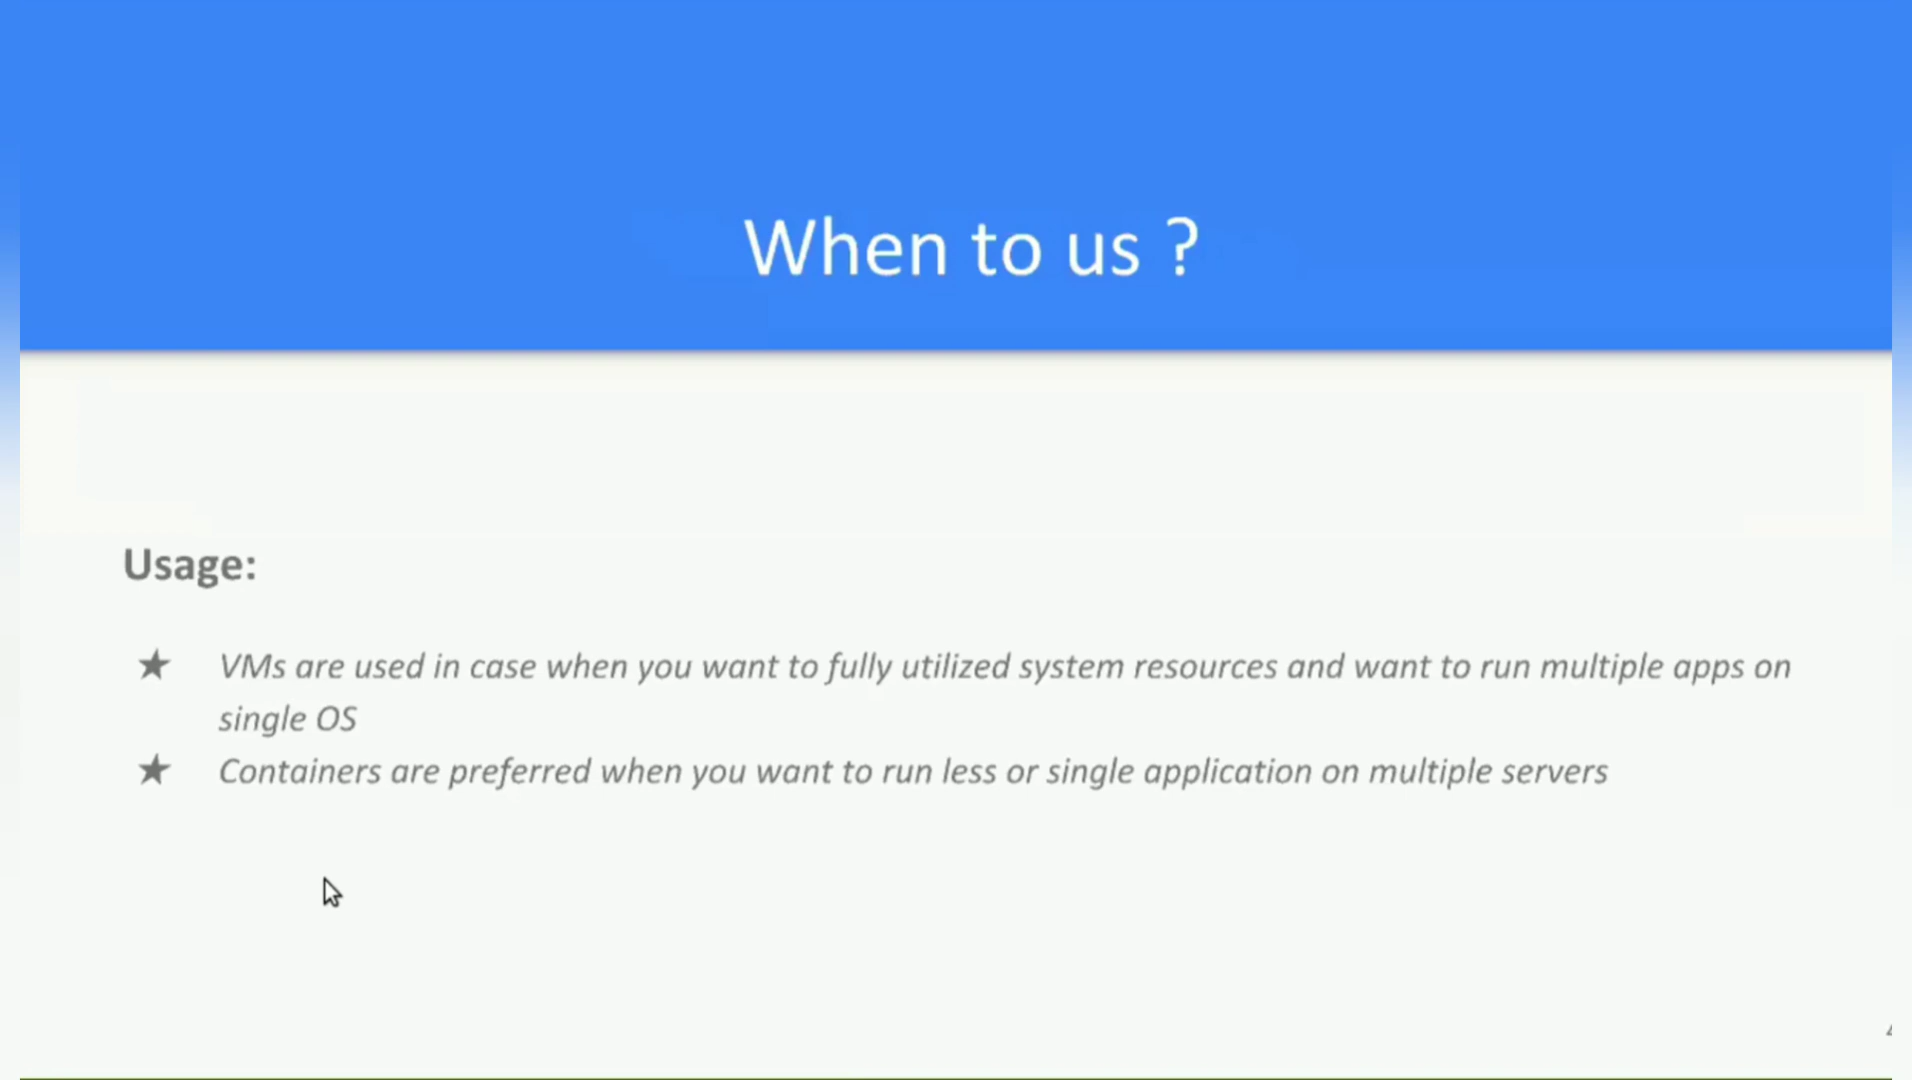 When to us ?
Usage:
★ VMs are used in case when you want to fully utilized system resources and want to run multiple apps on
single OS
★ Containers are preferred when you want to run less or single application on multiple servers